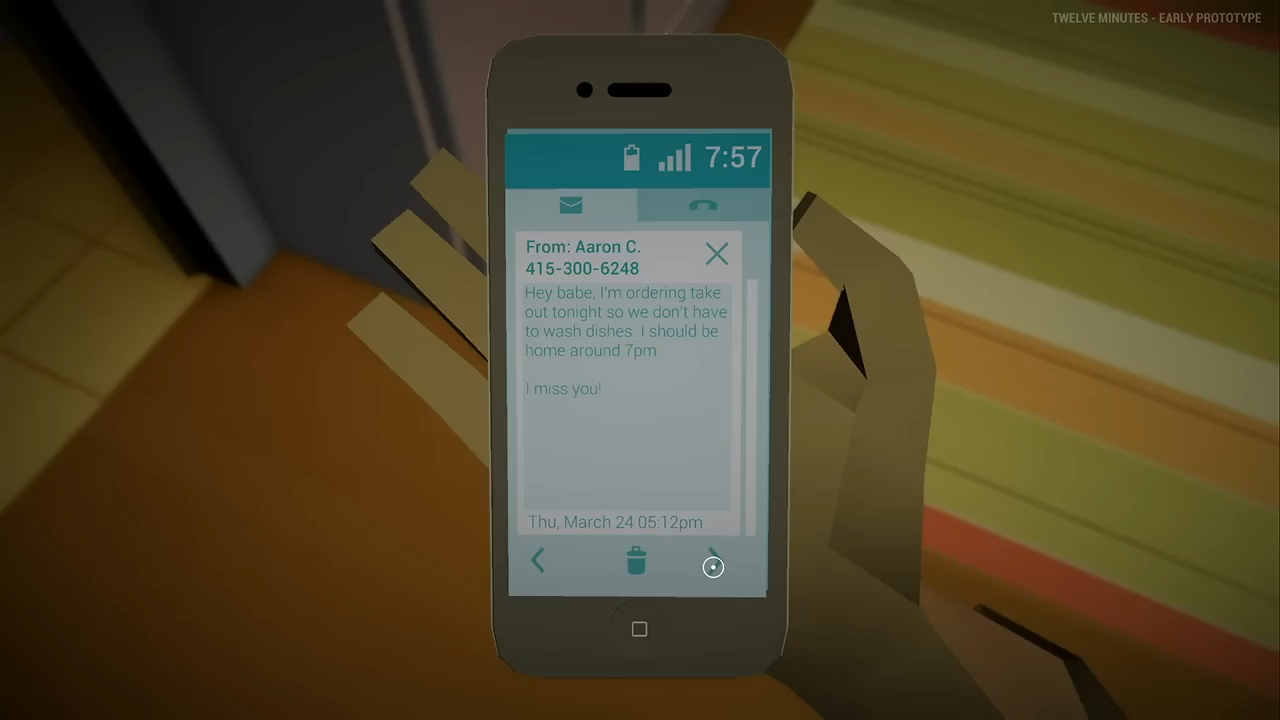 TWELVE MINUTES - EARLY PROTOTYPE
7:57
From: Aaron C.
415-300-6248
Hey babe, I'm ordering take
out tonight so we don't have
to wash dishes. I should be
home around 7pm
I miss you!
Thu, March 24 05:12pm